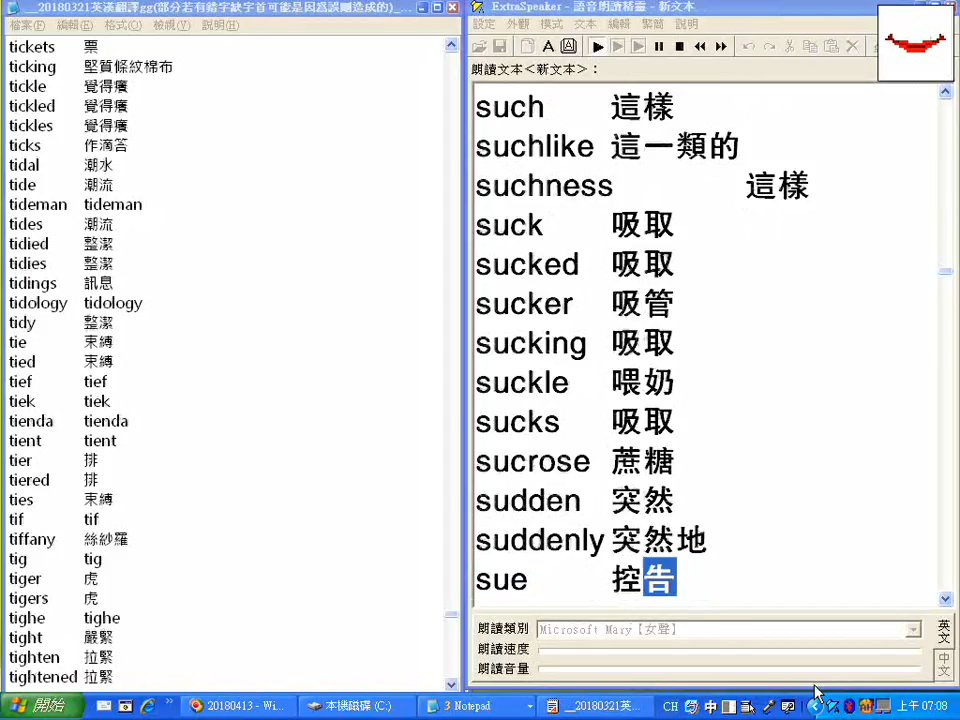 __20180321英漢翻譯gg(部分若有錯字缺字首可能是因為誤刪造成的)_...
檔案(F) 編輯(E) 格式(O) 檢視(V) 說明(H)
tickets 票
ticking 堅質條紋棉布
tickle 覺得癢
tickled 覺得癢
tickles 覺得癢
ticks 作滴答
tidal 潮水
tide 潮流
tideman tideman
tides 潮流
tidied 整潔
tidies 整潔
tidings 訊息
tidology tidology
tidy 整潔
tie 束縛
tied 束縛
tief tief
tiek tiek
tienda tienda
tient tient
tier 排
tiered 排
ties 束縛
tif tif
tiffany 絲紗羅
tig tig
tiger 虎
tigers 虎
tighe tighe
tight 嚴緊
tighten 拉緊
tightened 拉緊
ExtraSpeaker - 語音朗讀精靈 - 新文本
設定 外觀 模式 文本 編輯 繁簡 說明
朗讀文本<新文本>：
such 這樣
suchlike 這一類的
suchness 這樣
suck 吸取
sucked 吸取
sucker 吸管
sucking 吸取
suckle 喂奶
sucks 吸取
sucrose 蔗糖
sudden 突然
suddenly 突然地
sue 控告
朗讀類別 Microsoft Mary【女聲】
朗讀速度
朗讀音量
英文
中文
開始 20180413 - Wi... 本機磁碟 (C:) 3 Notepad __20180321英... CH 中 上午 07:08